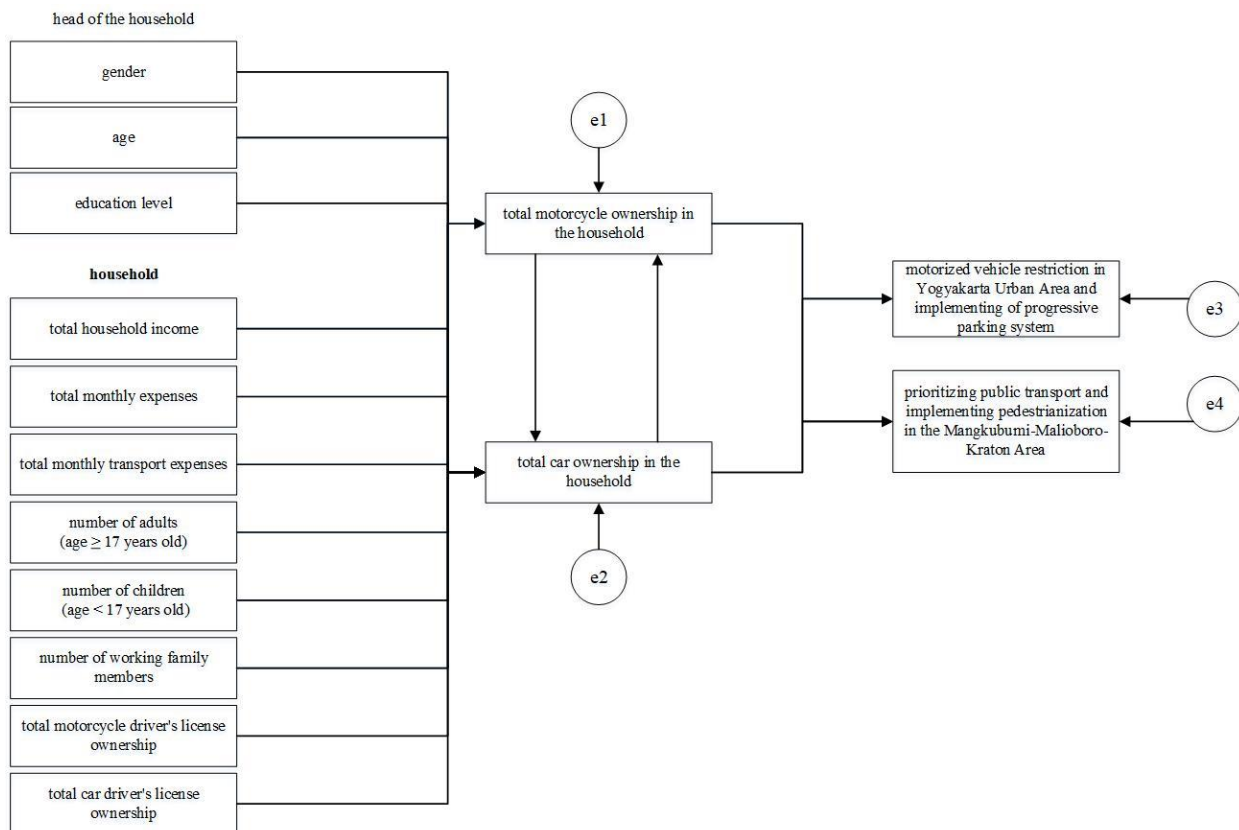 head of the household
gender
age
education level
household
total household income
total monthly expenses
total monthly transport expenses
number of adults
(age ≥ 17 years old)
number of children
(age < 17 years old)
number of working family
members
total motorcycle driver's license
ownership
total car driver's license
ownership
e1
total motorcycle ownership in
the household
total car ownership in the
household
e2
motorized vehicle restriction in
Yogyakarta Urban Area and
implementing of progressive
parking system
e3
prioritizing public transport and
implementing pedestrianization
in the Mangkubumi-Malioboro-
Kraton Area
e4